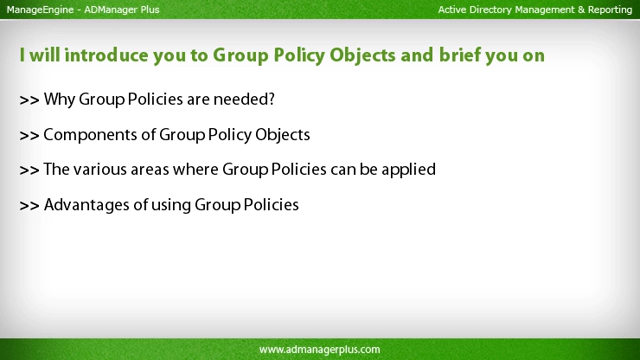 ManageEngine - ADManager Plus
Active Directory Management & Reporting
I will introduce you to Group Policy Objects and brief you on
>> Why Group Policies are needed?
>> Components of Group Policy Objects
>> The various areas where Group Policies can be applied
>> Advantages of using Group Policies
www.admanagerplus.com